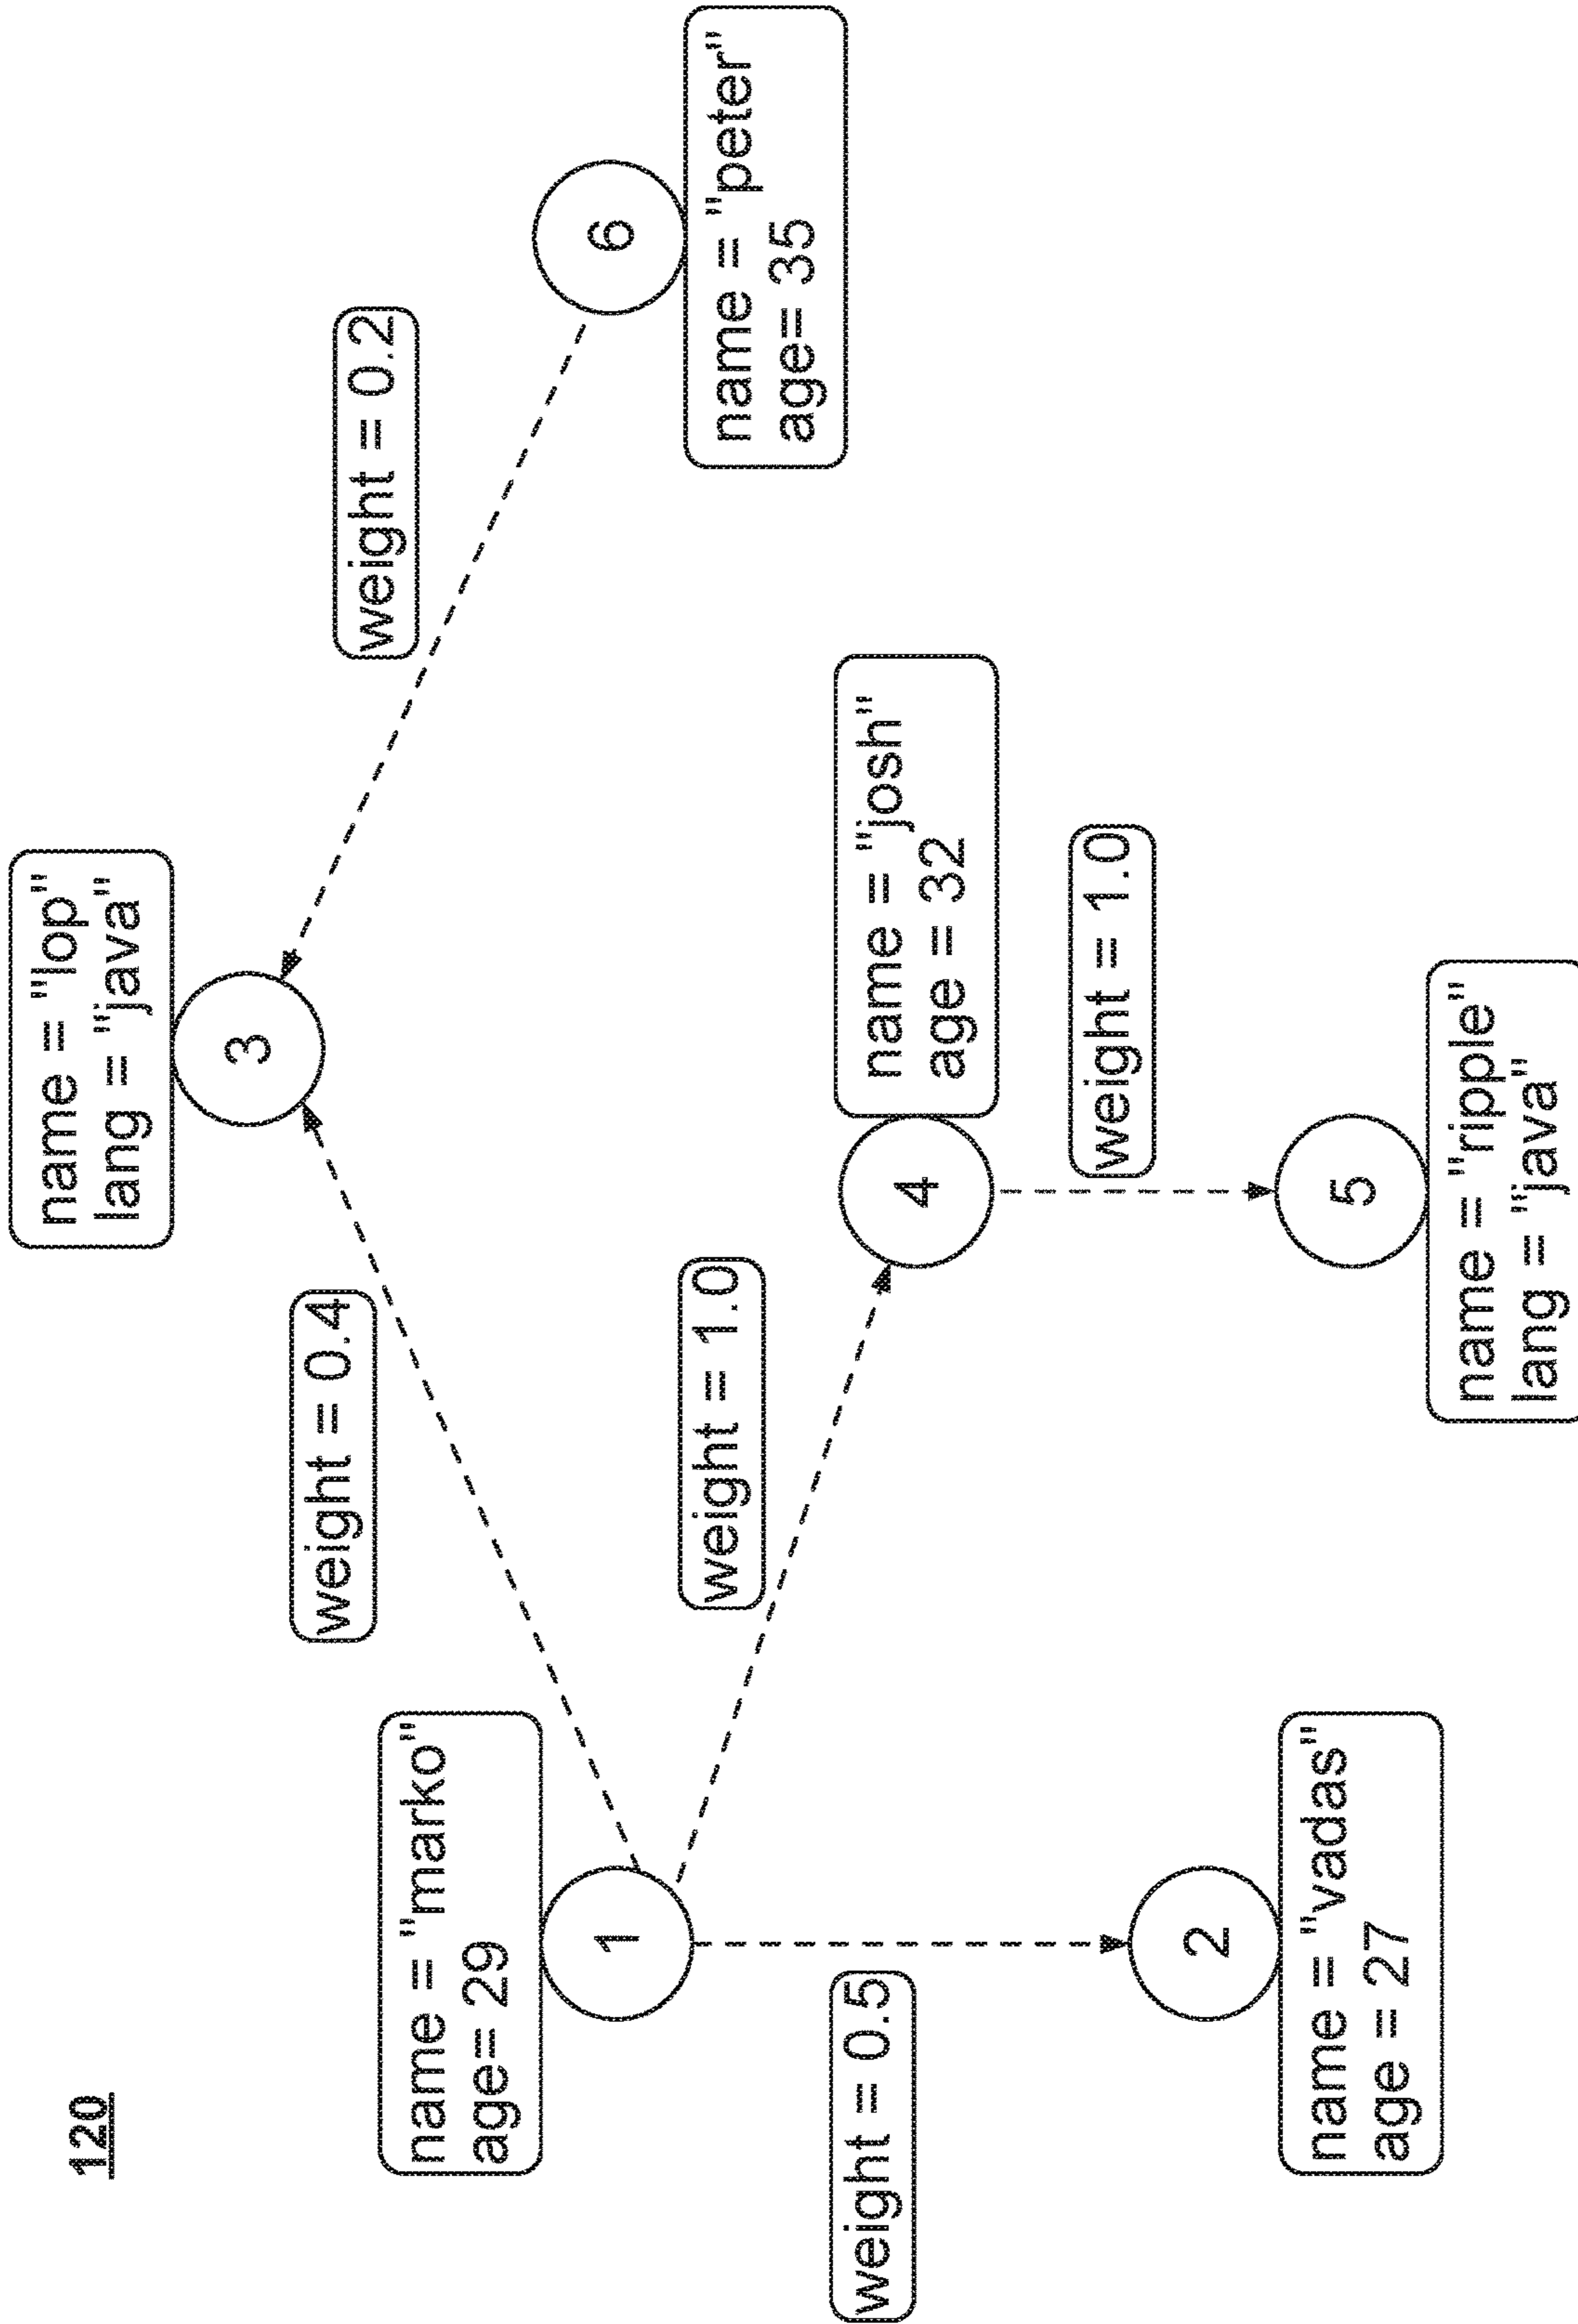 120
name ="lop"
lang ="java"
3
weight = 0.4
weight = 0.2
name = "marko"
age= 29
1
6
name = "peter"
age= 35
weight = 1.0
weight = 0.5
4
name ="josh"
age = 32
weight = 1.0
2
name ="vadas"
age = 27
5
name ="ripple"
lang ="java"